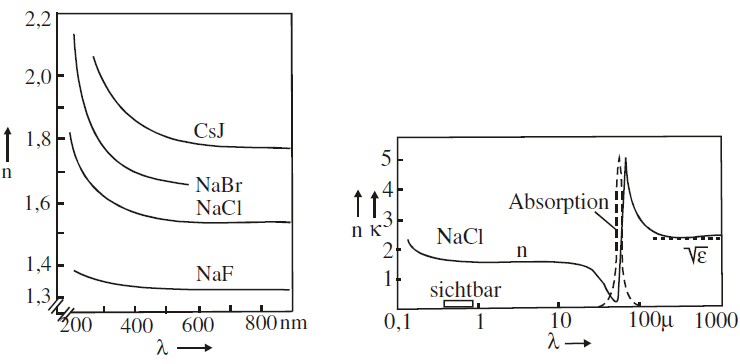 2,2
2,0
1,8
n
1,6
1,4
1,3
CsJ
NaBr
NaCl
NaF
200 400 600 800 nm
λ
5
4
3
2
1
n κ
Absorption
NaCl
n
√ε
sichtbar
0,1 1 10 100μ 1000
λ